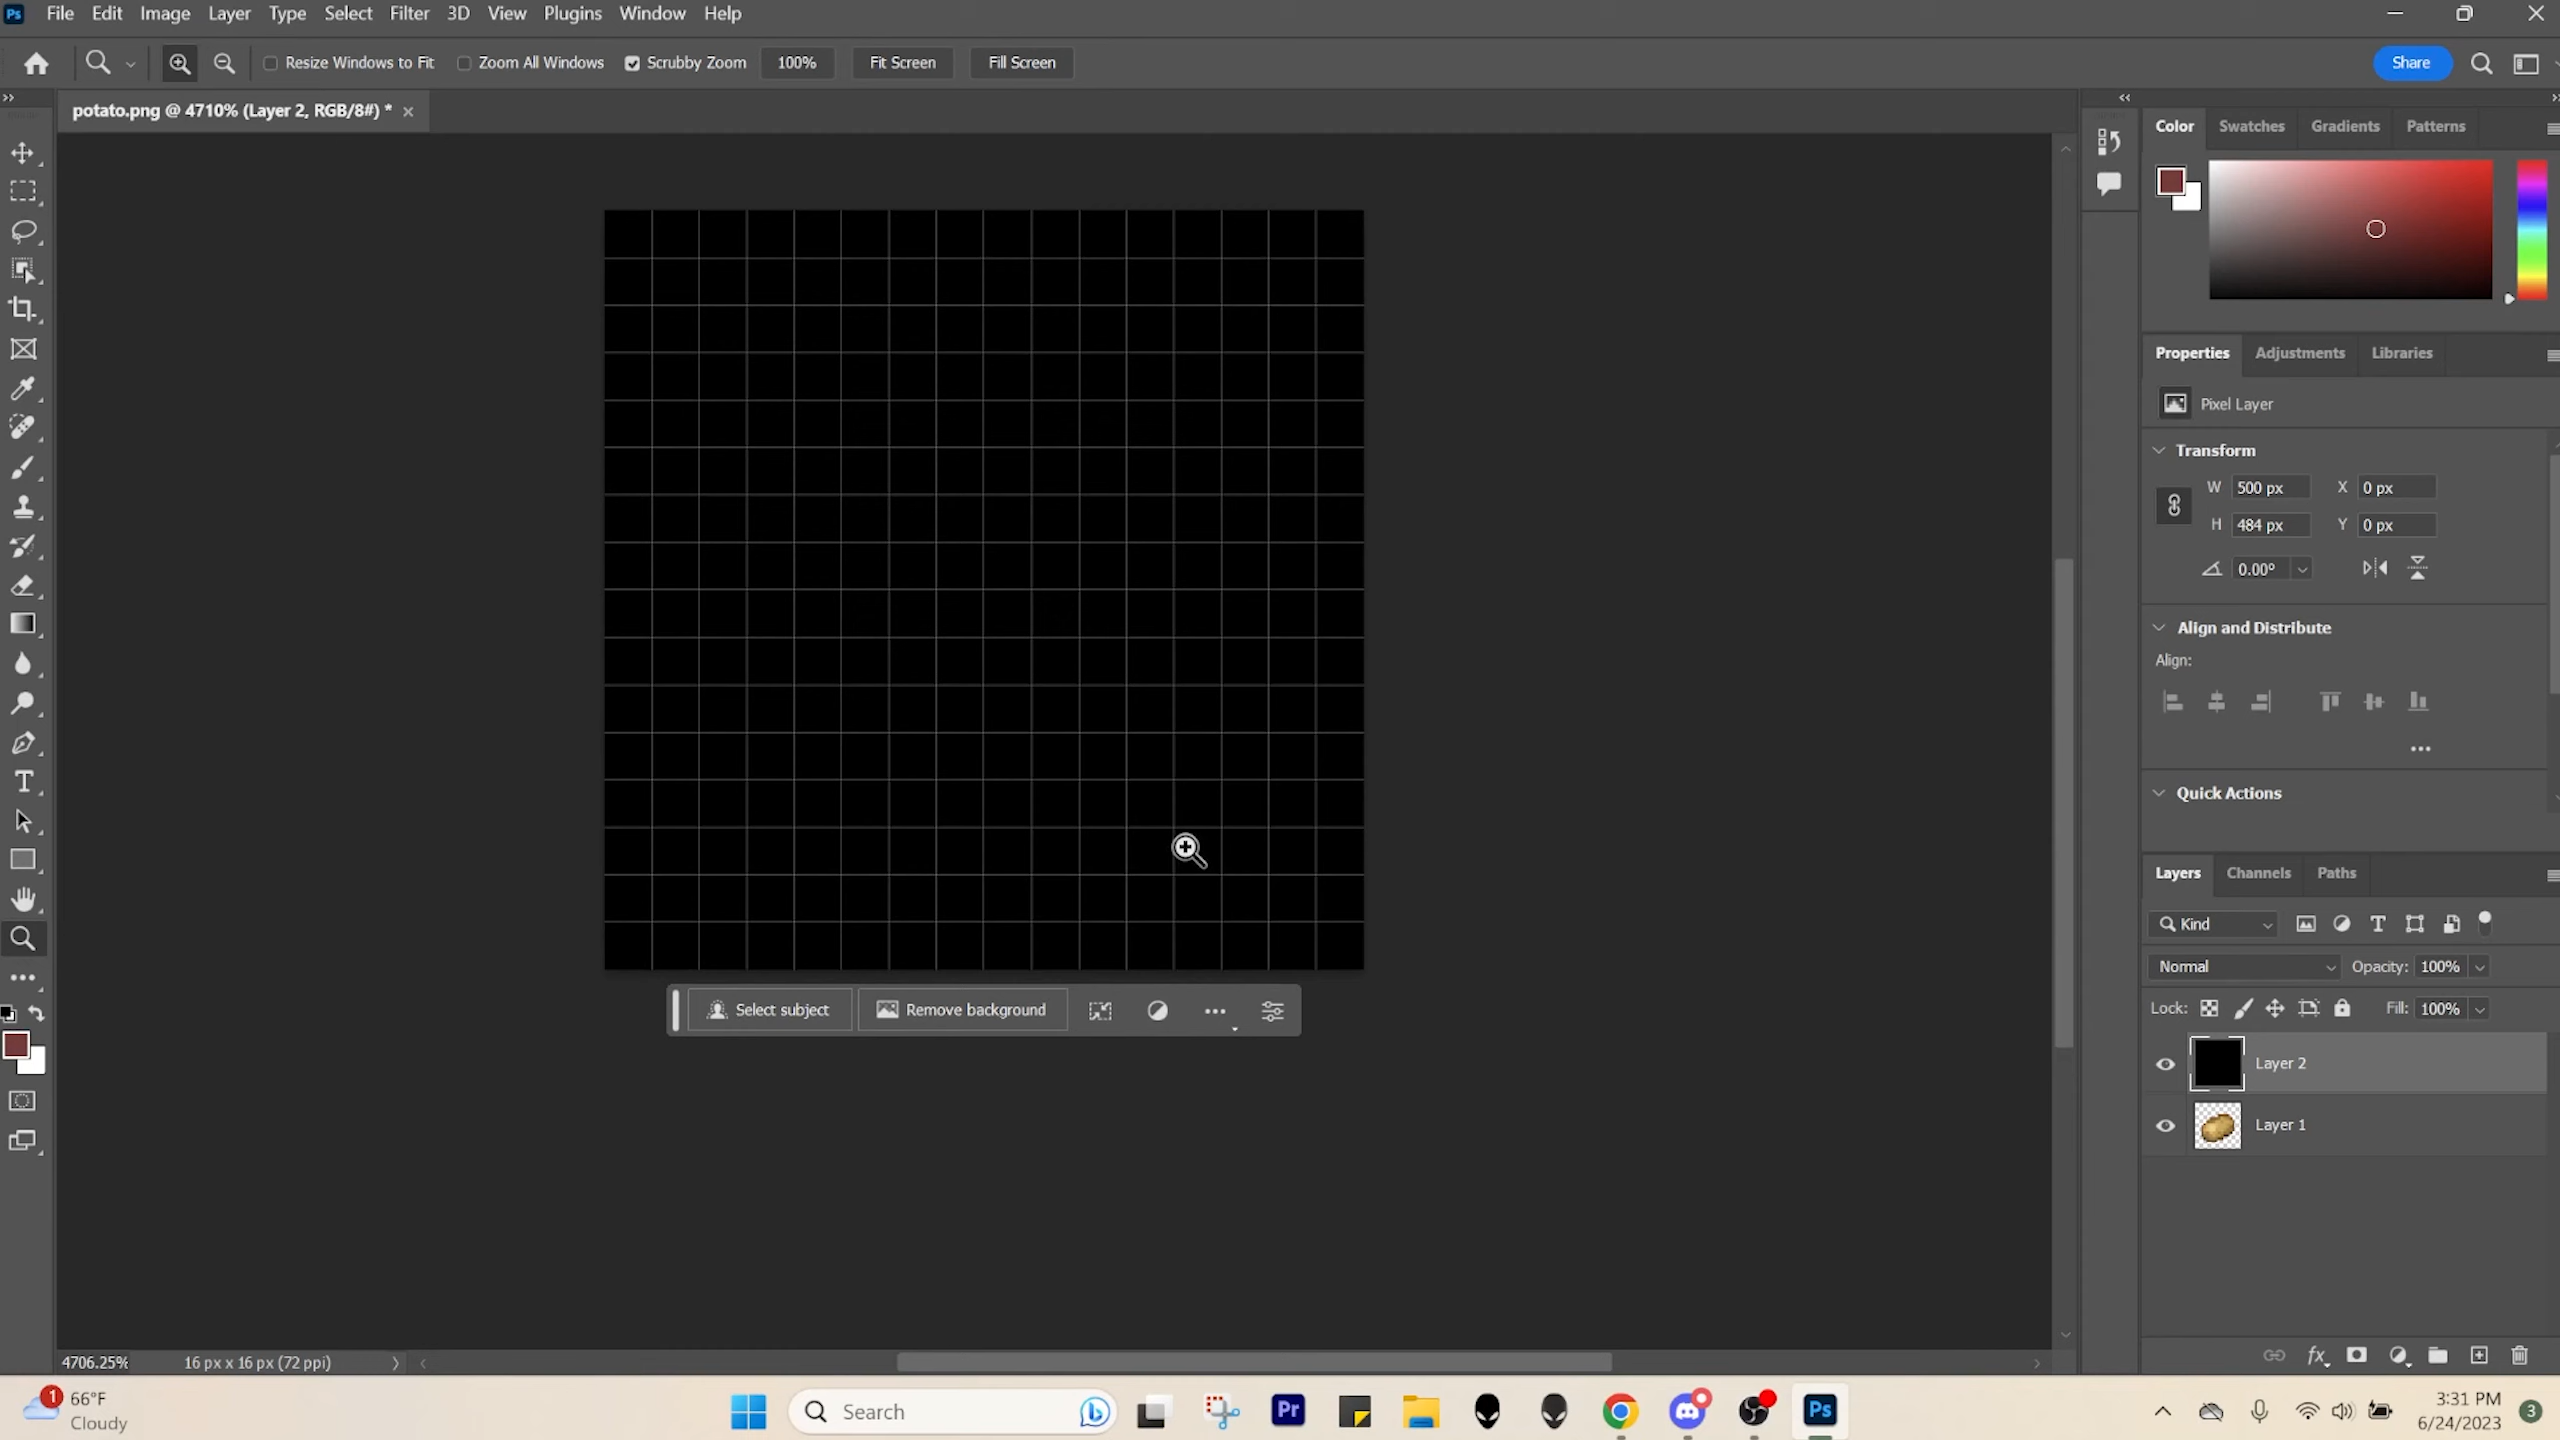 Ps File Edit Image Layer Type Select Filter 3D View Plugins Window Help
Resize Windows to Fit Zoom All Windows Scrubby Zoom 100% Fit Screen Fill Screen Share
potato.png @ 4710% (Layer 2, RGB/8#) *
Color Swatches Gradients Patterns
Properties Adjustments Libraries
Pixel Layer
Transform
W 500 px X 0 px
H 484 px Y 0 px
0.00°
Align and Distribute
Align:
Quick Actions
Layers Channels Paths
Kind
Normal Opacity: 100%
Lock: Fill: 100%
Select subject Remove background
Layer 2
Layer 1
4706.25% 16 px x 16 px (72 ppi)
1 66°F
Cloudy
Search
Pr
Ps
3:31 PM
6/24/2023
3